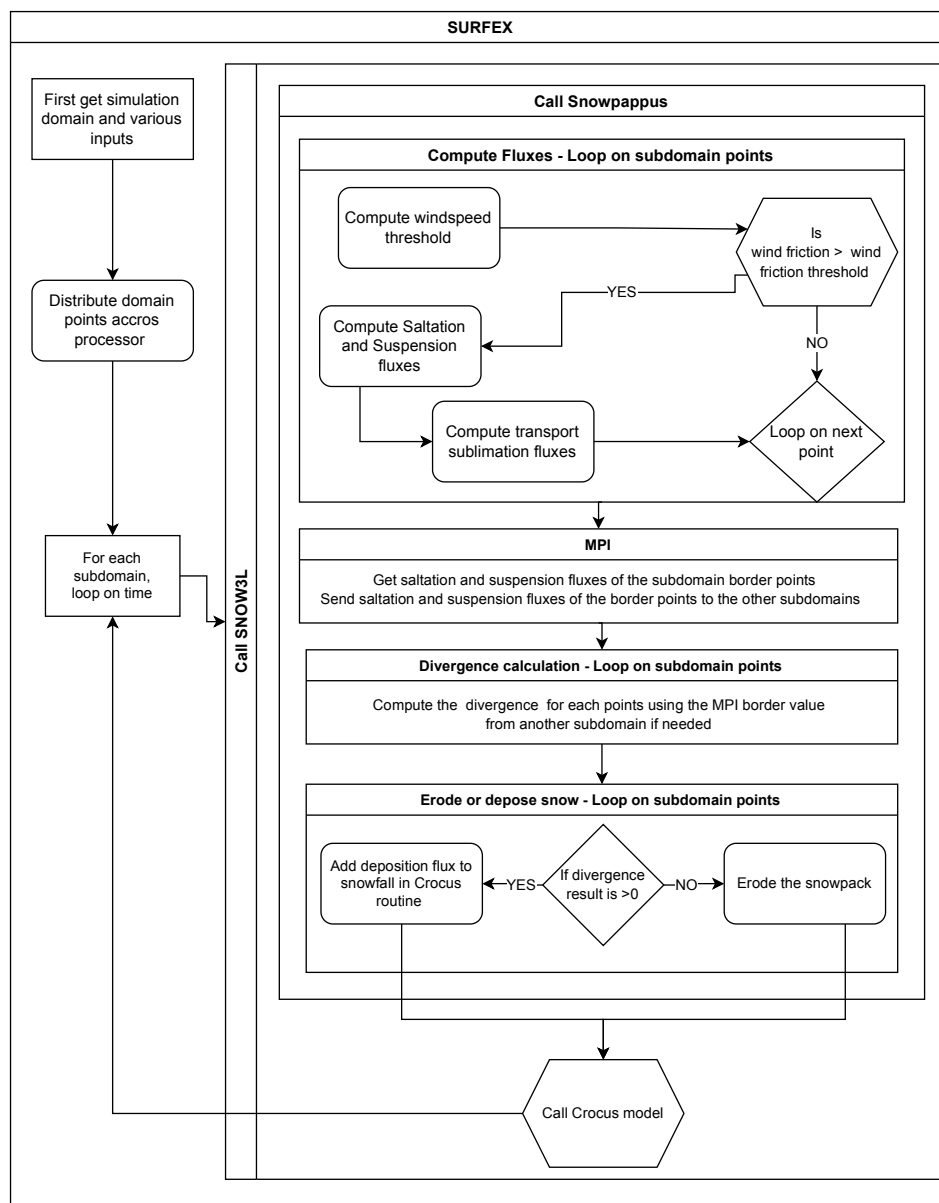 SURFEX
First get simulation
domain and various
inputs
Distribute domain
points accros
processor
For each
subdomain,
loop on time
Call SNOW3L
Call Snowpappus
Compute Fluxes - Loop on subdomain points
Compute windspeed
threshold
Is
wind friction > wind
friction threshold
YES
NO
Compute Saltation
and Suspension
fluxes
Compute transport
sublimation fluxes
Loop on next
point
MPI
Get saltation and suspension fluxes of the subdomain border points
Send saltation and suspension fluxes of the border points to the other subdomains
Divergence calculation - Loop on subdomain points
Compute the divergence for each points using the MPI border value
from another subdomain if needed
Erode or depose snow - Loop on subdomain points
Add deposition flux to
snowfall in Crocus
routine
YES
If divergence
result is >0
NO
Erode the snowpack
Call Crocus model